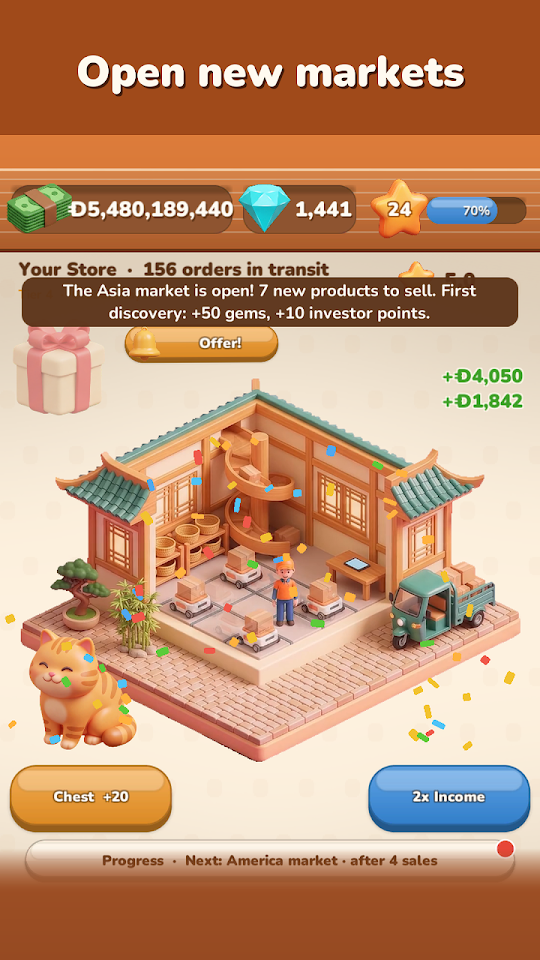 Open new markets
Đ5,480,189,440
1,441
24
70%
Your Store · 156 orders in transit
The Asia market is open! 7 new products to sell. First
discovery: +50 gems, +10 investor points.
Offer!
+Đ4,050
+Đ1,842
Chest +20
2x Income
Progress · Next: America market · after 4 sales